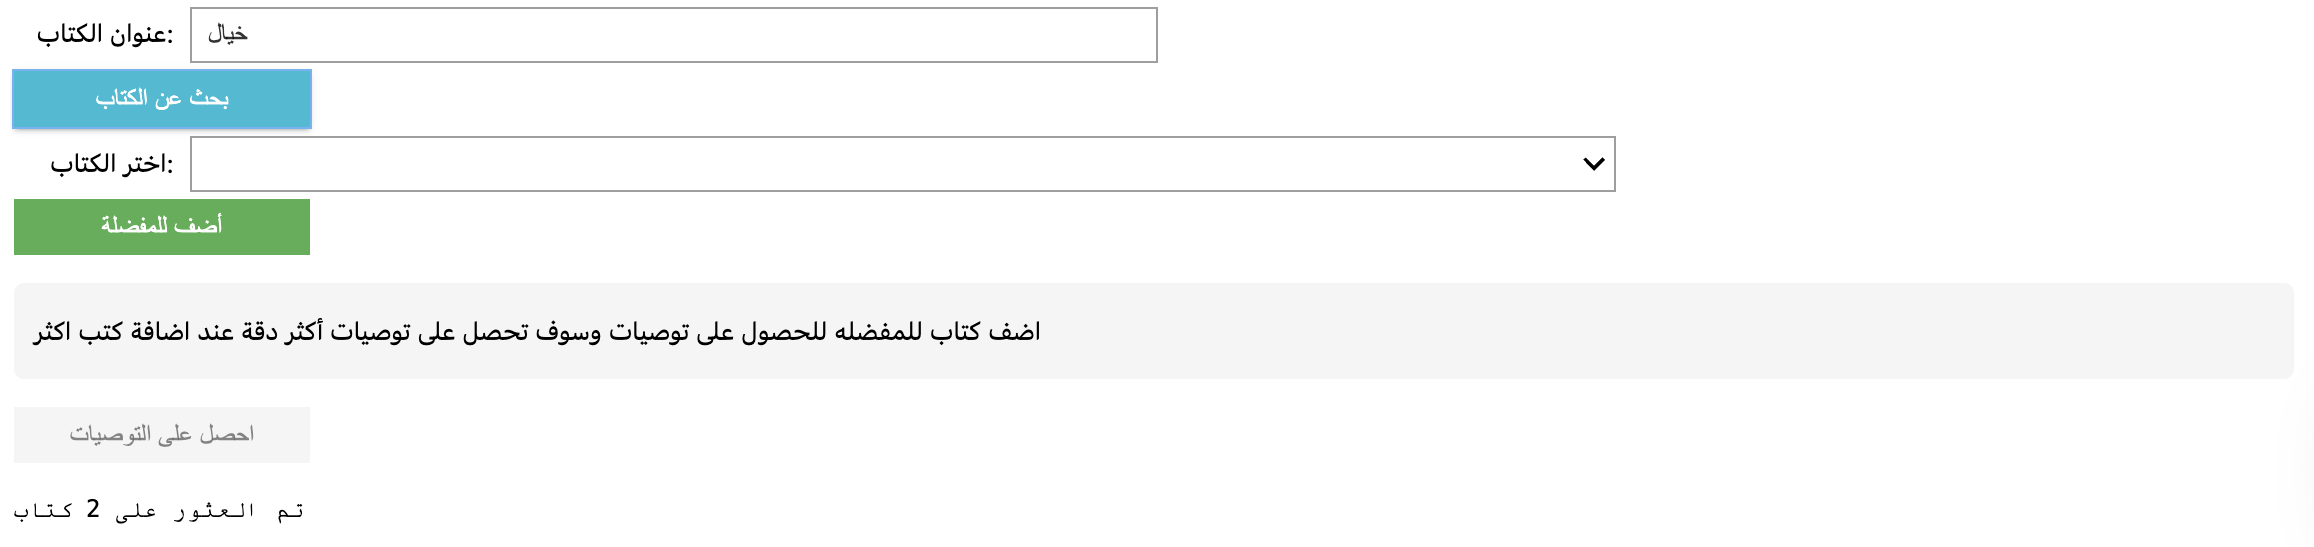 عنوان الكتاب:
خيال
بحث عن الكتاب
اختر الكتاب:
أضف للمفضلة
اضف كتاب للمفضله للحصول على توصيات وسوف تحصل على توصيات أكثر دقة عند اضافة كتب اكثر
احصل على التوصيات
تم العثور على 2 كتاب